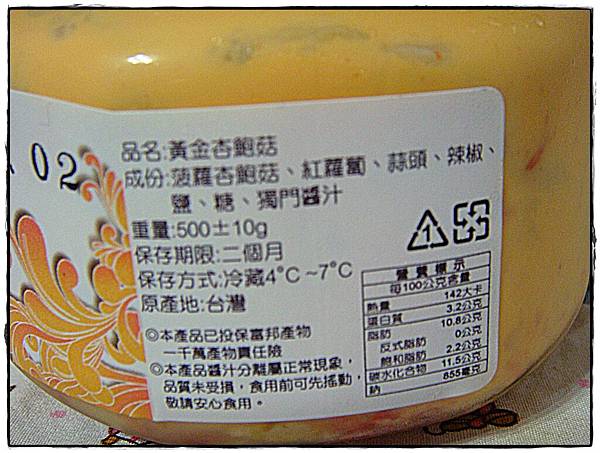 02
品名:黃金杏鮑菇
成份:菠蘿杏鮑菇、紅蘿蔔、蒜頭、辣椒、
鹽、糖、獨門醬汁
重量:500±10g
保存期限:二個月
保存方式:冷藏4°C~7°C
原產地:台灣
◎本產品已投保富邦產物
一千萬產物責任險
◎本產品醬汁分離屬正常現象,
品質未受損,食用前可先搖動,
敬請安心食用。
1
營養標示
每100公克含量
熱量 142大卡
蛋白質 3.2公克
脂肪 10.8公克
反式脂肪 0公克
飽和脂肪 2.2公克
碳水化合物 11.5公克
鈉 855毫克